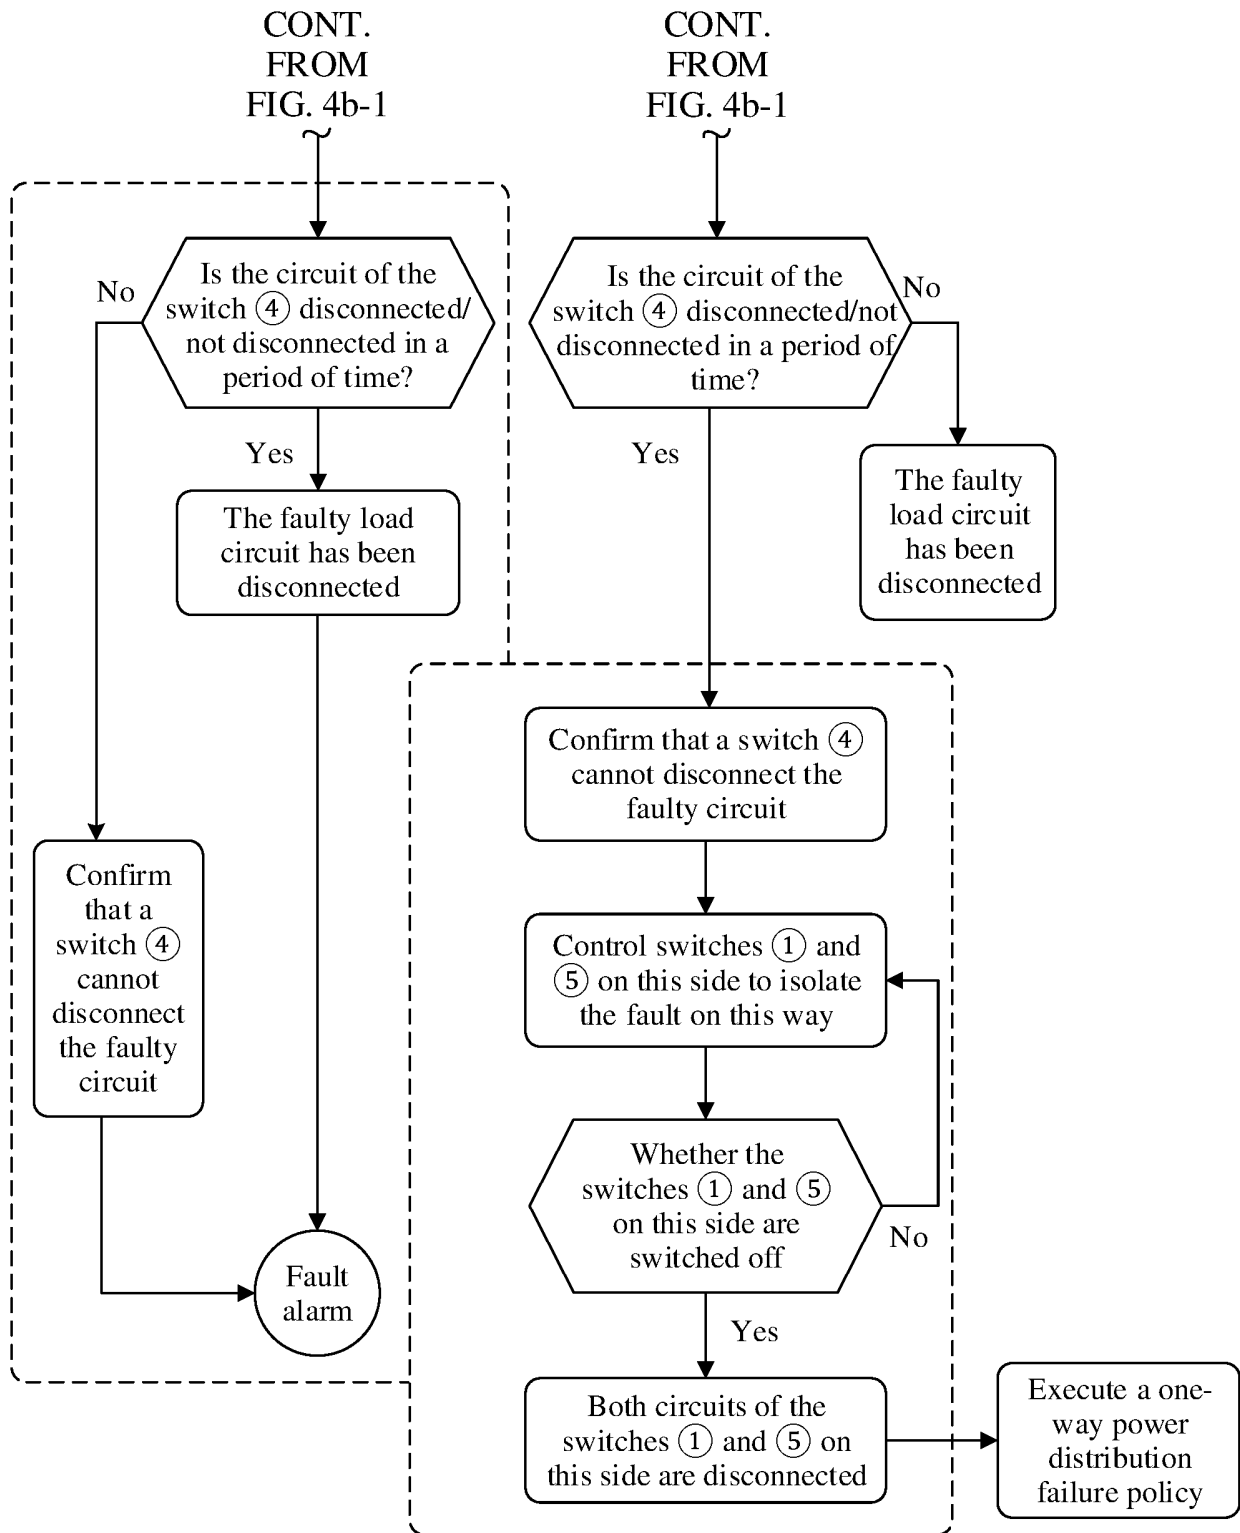 CONT.
FROM
FIG. 4b-1
CONT.
FROM
FIG. 4b-1
Is the circuit of the
switch ④ disconnected/
not disconnected in a
period of time?
No
Yes
The faulty load
circuit has been
disconnected
Confirm
that a
switch ④
cannot
disconnect
the faulty
circuit
Fault
alarm
Is the circuit of the
switch ④ disconnected/not
disconnected in a period of
time?
No
Yes
The faulty
load circuit
has been
disconnected
Confirm that a switch ④
cannot disconnect the
faulty circuit
Control switches ① and
⑤ on this side to isolate
the fault on this way
Whether the
switches ① and ⑤
on this side are
switched off
No
Yes
Both circuits of the
switches ① and ⑤ on
this side are disconnected
Execute a one-
way power
distribution
failure policy